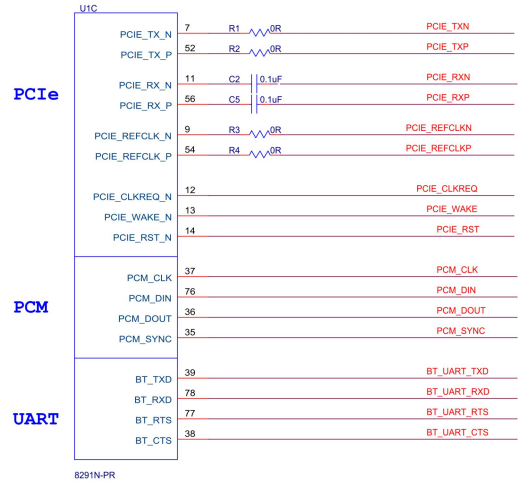 U1C
PCIe
PCIE_TX_N 7 R1 0R PCIE_TXN
PCIE_TX_P 52 R2 0R PCIE_TXP
PCIE_RX_N 11 C2 0.1uF PCIE_RXN
PCIE_RX_P 56 C5 0.1uF PCIE_RXP
PCIE_REFCLK_N 9 R3 0R PCIE_REFCLKN
PCIE_REFCLK_P 54 R4 0R PCIE_REFCLKP
PCIE_CLKREQ_N 12 PCIE_CLKREQ
PCIE_WAKE_N 13 PCIE_WAKE
PCIE_RST_N 14 PCIE_RST
PCM
PCM_CLK 37 PCM_CLK
PCM_DIN 76 PCM_DIN
PCM_DOUT 36 PCM_DOUT
PCM_SYNC 35 PCM_SYNC
UART
BT_TXD 39 BT_UART_TXD
BT_RXD 78 BT_UART_RXD
BT_RTS 77 BT_UART_RTS
BT_CTS 38 BT_UART_CTS
8291N-PR